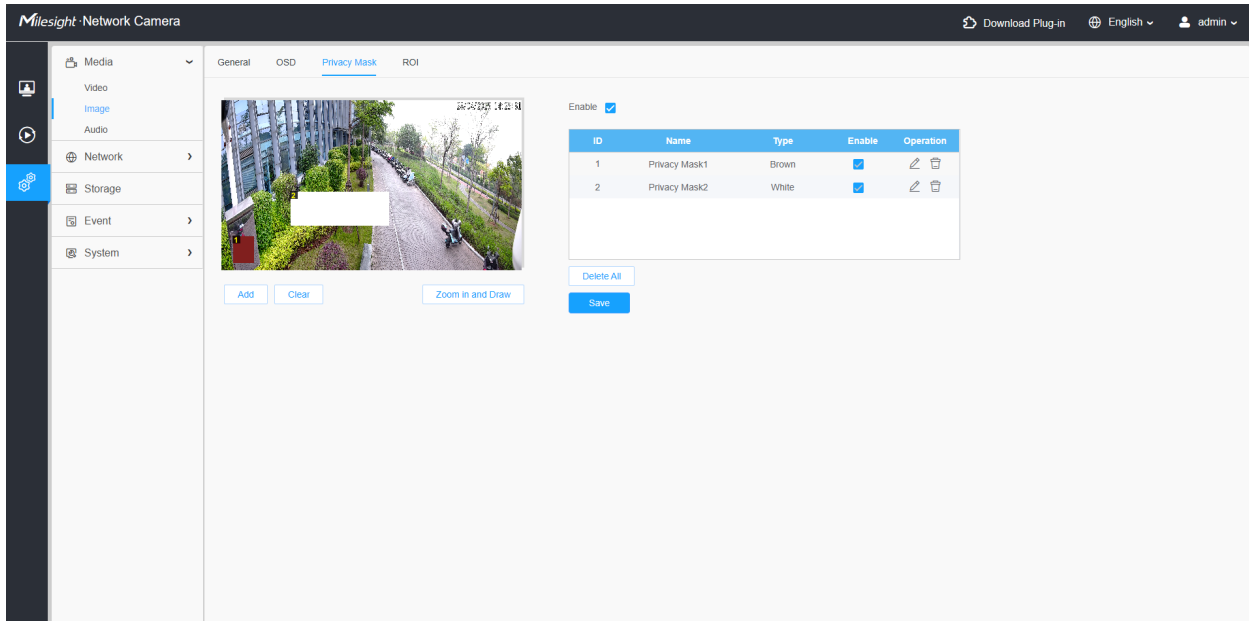 Milesight · Network Camera
Download Plug-in
English
admin
Media
Video
Image
Audio
Network
Storage
Event
System
General OSD Privacy Mask ROI
2
1
Add Clear Zoom in and Draw
Enable
ID Name Type Enable Operation
1 Privacy Mask1 Brown
2 Privacy Mask2 White
Delete All
Save